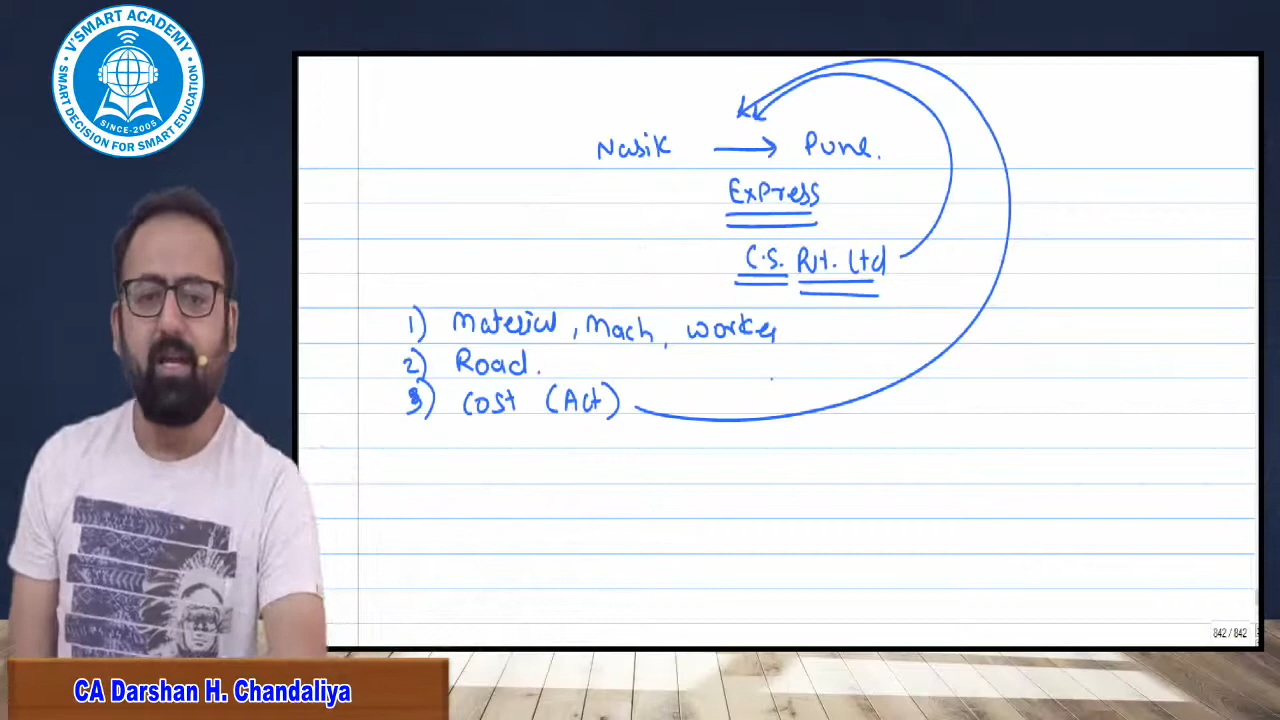 V'SMART ACADEMY
SMART DECISION FOR SMART EDUCATION
SINCE-2005
Nasik → Pune.
Express
C.S. Pvt. Ltd
1) Material, Mach, worker
2) Road.
3) Cost (Act)
842 / 842
CA Darshan H. Chandaliya